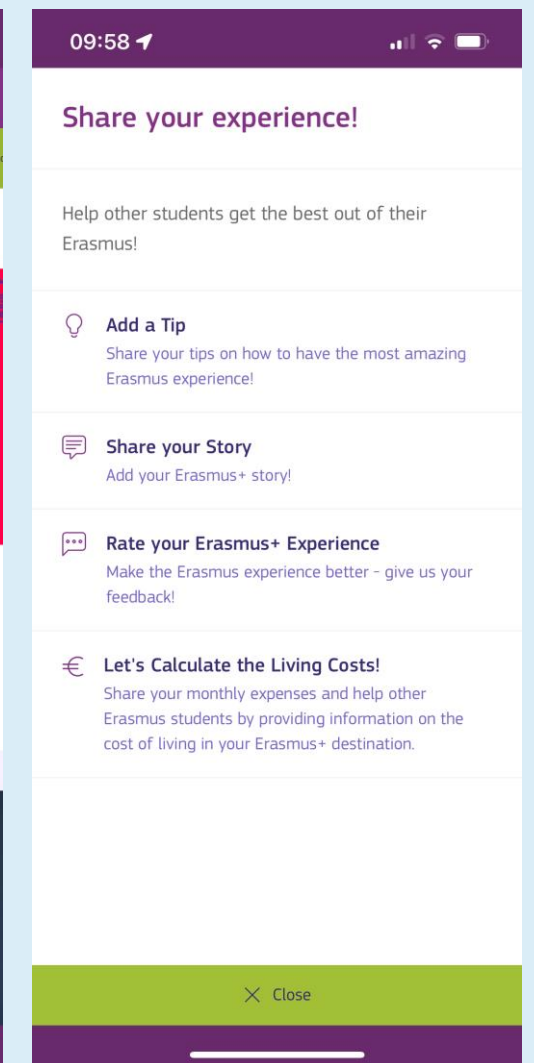 09:58
Share your experience!
Help other students get the best out of their
Erasmus!
Add a Tip
Share your tips on how to have the most amazing
Erasmus experience!
Share your Story
Add your Erasmus+ story!
Rate your Erasmus+ Experience
Make the Erasmus experience better - give us your
feedback!
€ Let's Calculate the Living Costs!
Share your monthly expenses and help other
Erasmus students by providing information on the
cost of living in your Erasmus+ destination.
Close